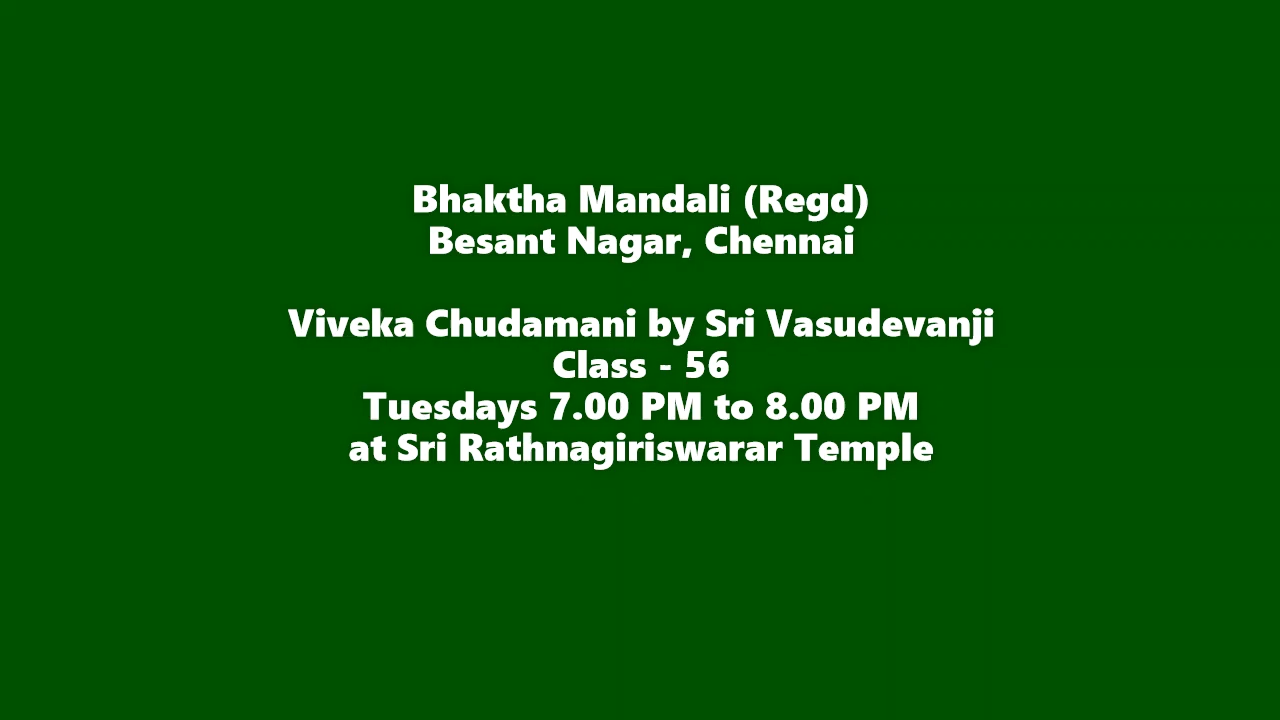 Bhaktha Mandali (Regd)
Besant Nagar, Chennai
Viveka Chudamani by Sri Vasudevanji
Class - 56
Tuesdays 7.00 PM to 8.00 PM
at Sri Rathnagiriswarar Temple